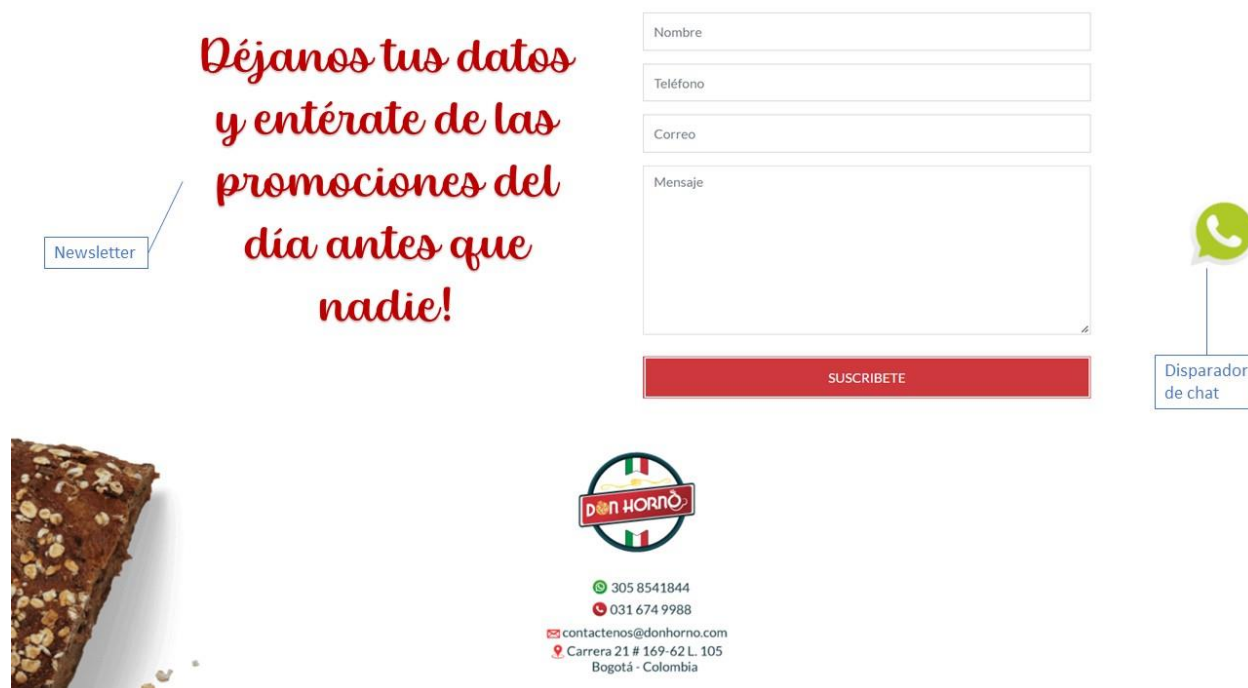 Déjanos tus datos
y entérate de las
promociones del
día antes que
nadie!
Newsletter
Nombre
Teléfono
Correo
Mensaje
SUSCRIBETE
Disparador
de chat
DON HORNO
305 8541844
031 674 9988
contactenos@donhorno.com
Carrera 21 # 169-62 L. 105
Bogotá - Colombia